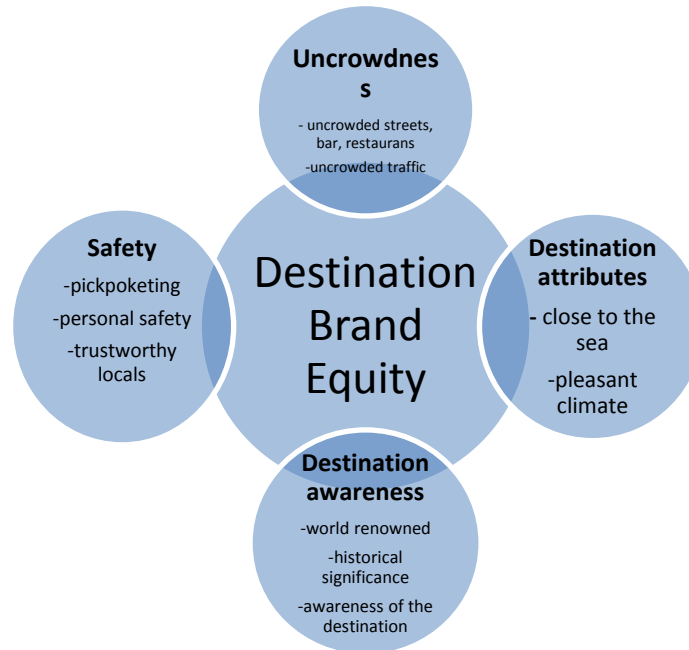 Uncrowdnes
s
- uncrowded streets,
bar, restaurans
-uncrowded traffic
Safety
-pickpoketing
-personal safety
-trustworthy
locals
Destination
Brand
Equity
Destination
attributes
- close to the
sea
-pleasant
climate
Destination
awareness
-world renowned
-historical
significance
-awareness of the
destination